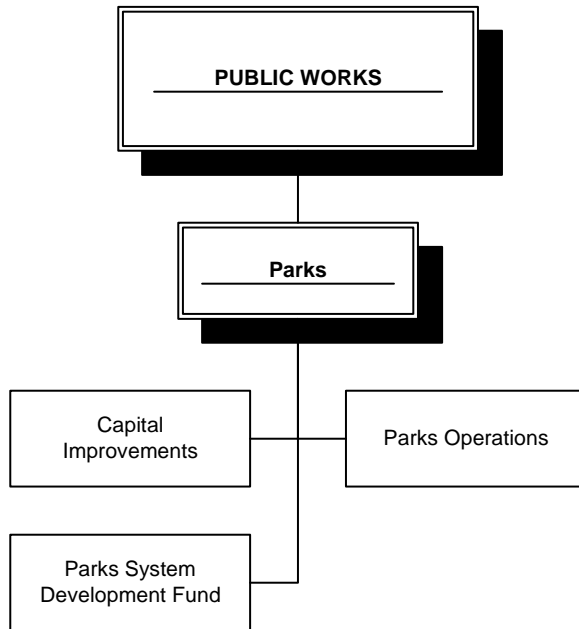 PUBLIC WORKS
Parks
Capital
Improvements
Parks Operations
Parks System
Development Fund